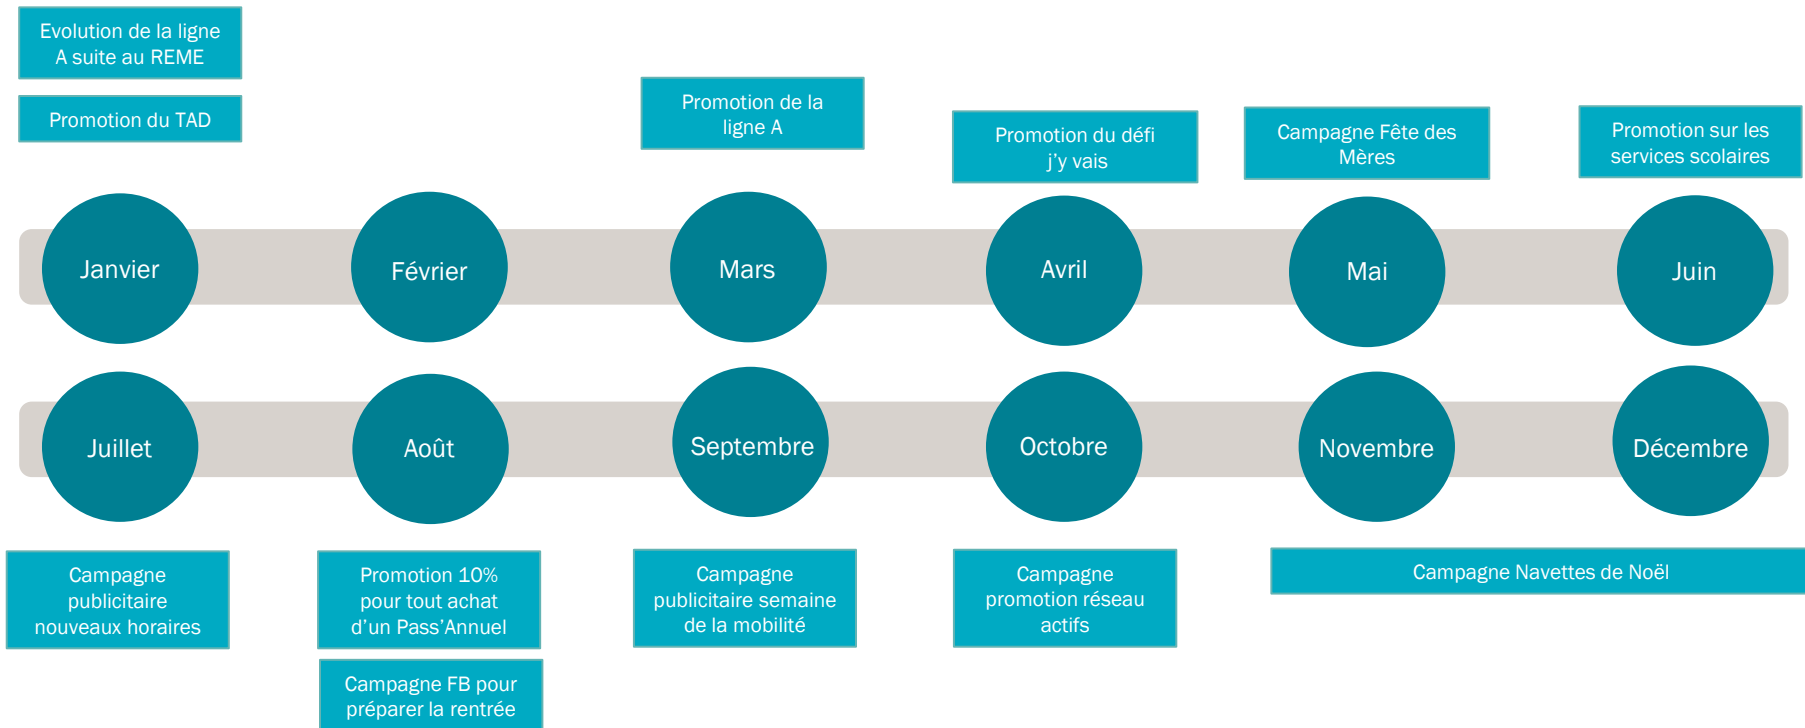 Evolution de la ligne
A suite au REME
Promotion du TAD
Promotion de la
ligne A
Promotion du défi
j'y vais
Campagne Fête des
Mères
Promotion sur les
services scolaires
Janvier
Février
Mars
Avril
Mai
Juin
Juillet
Août
Septembre
Octobre
Novembre
Décembre
Campagne
publicitaire
nouveaux horaires
Promotion 10%
pour tout achat
d'un Pass'Annuel
Campagne FB pour
préparer la rentrée
Campagne
publicitaire semaine
de la mobilité
Campagne
promotion réseau
actifs
Campagne Navettes de Noël